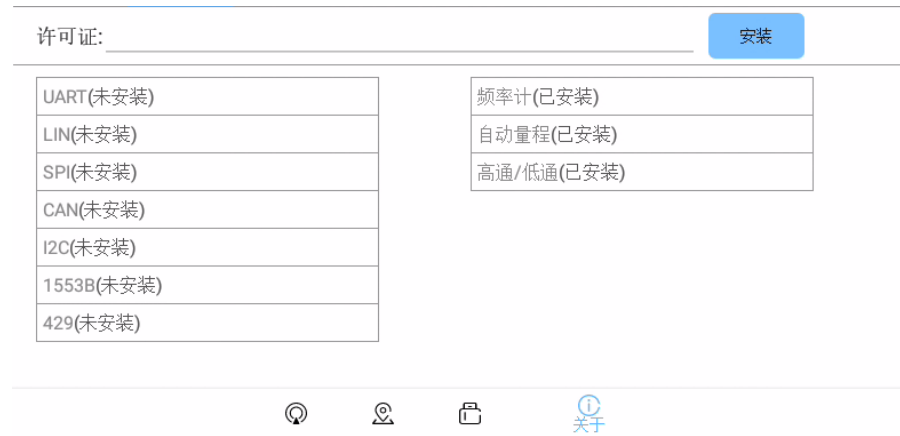 许可证:
安装
UART(未安装)
LIN(未安装)
SPI(未安装)
CAN(未安装)
I2C(未安装)
1553B(未安装)
429(未安装)
频率计(已安装)
自动量程(已安装)
高通/低通(已安装)
关于